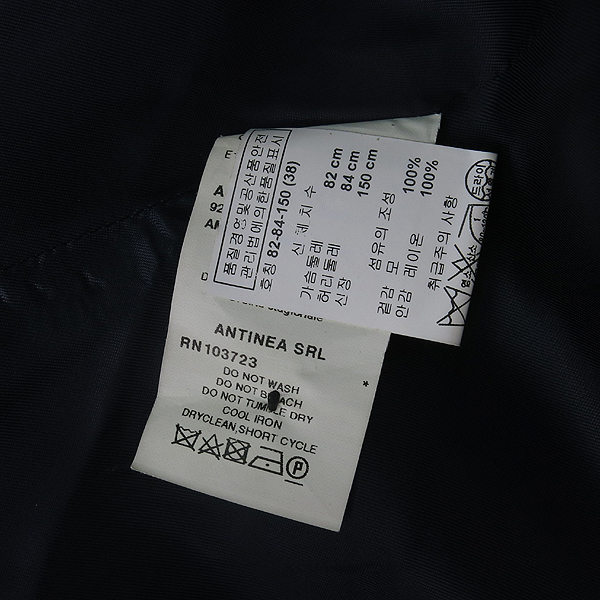 품질경영및공산품안전
관리법에의한품질표시
호칭 82-84-150 (38)
신체치수
가슴둘레 82 cm
허리둘레 84 cm
신장 150 cm
섬유의 조성
겉감 모 100%
안감 레이온 100%
취급주의 사항
드라이
ANTINEA SRL
RN103723
DO NOT WASH
DO NOT BLEACH
DO NOT TUMBLE DRY
COOL IRON
DRYCLEAN,SHORT CYCLE
P